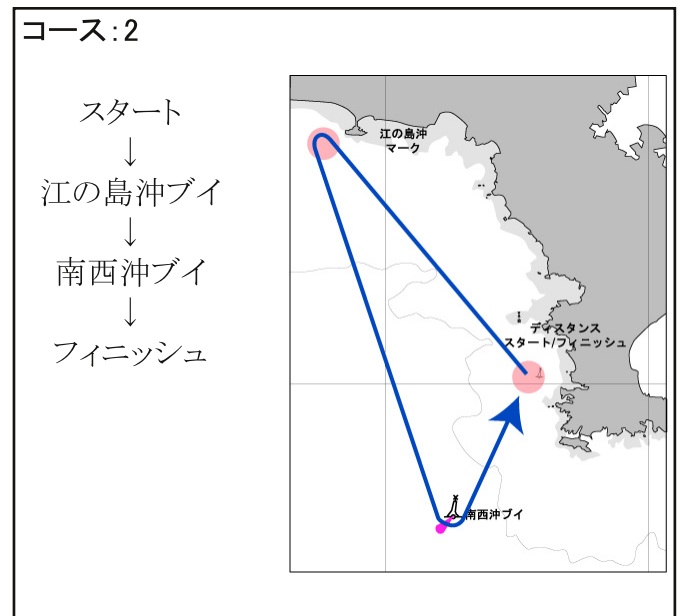 コース:2
スタート
↓
江の島沖ブイ
↓
南西沖ブイ
↓
フィニッシュ
江の島沖
マーク
ディスタンス
スタート/フィニッシュ
南西沖ブイ